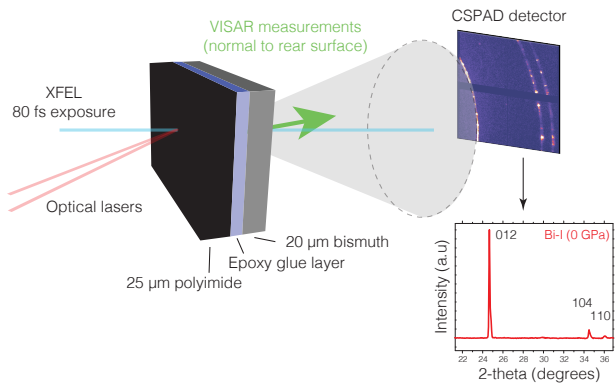 VISAR measurements
(normal to rear surface)
CSPAD detector
XFEL
80 fs exposure
Optical lasers
20 µm bismuth
Epoxy glue layer
25 µm polyimide
Bi-I (0 GPa)
012
104
110
Intensity (a.u)
22 24 26 28 30 32 34 36
2-theta (degrees)